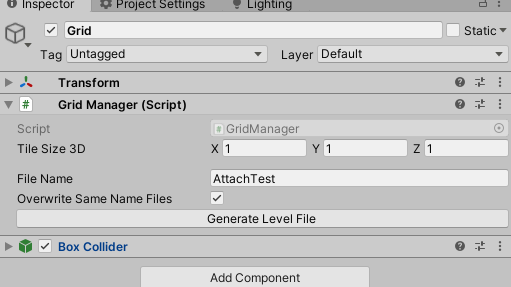 Inspector Project Settings Lighting
Grid Static
Tag Untagged Layer Default
Transform
# Grid Manager (Script)
Script # GridManager
Tile Size 3D X 1 Y 1 Z 1
File Name AttachTest
Overwrite Same Name Files
Generate Level File
Box Collider
Add Component